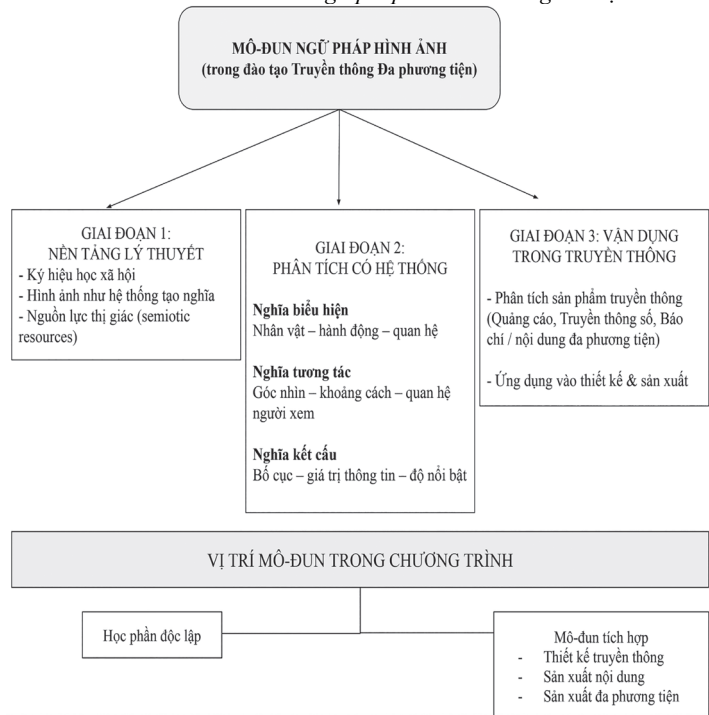 MÔ-ĐUN NGỮ PHÁP HÌNH ẢNH
(trong đào tạo Truyền thông Đa phương tiện)
GIAI ĐOẠN 1:
NỀN TẢNG LÝ THUYẾT
- Ký hiệu học xã hội
- Hình ảnh như hệ thống tạo nghĩa
- Nguồn lực thị giác (semiotic
resources)
GIAI ĐOẠN 2:
PHÂN TÍCH CÓ HỆ THỐNG
Nghĩa biểu hiện
Nhân vật – hành động – quan hệ
Nghĩa tương tác
Góc nhìn – khoảng cách – quan hệ
người xem
Nghĩa kết cấu
Bố cục – giá trị thông tin – độ nổi bật
GIAI ĐOẠN 3: VẬN DỤNG
TRONG TRUYỀN THÔNG
- Phân tích sản phẩm truyền thông
(Quảng cáo, Truyền thông số, Báo
chí / nội dung đa phương tiện)
- Ứng dụng vào thiết kế & sản xuất
VỊ TRÍ MÔ-ĐUN TRONG CHƯƠNG TRÌNH
Học phần độc lập
Mô-đun tích hợp
- Thiết kế truyền thông
- Sản xuất nội dung
- Sản xuất đa phương tiện